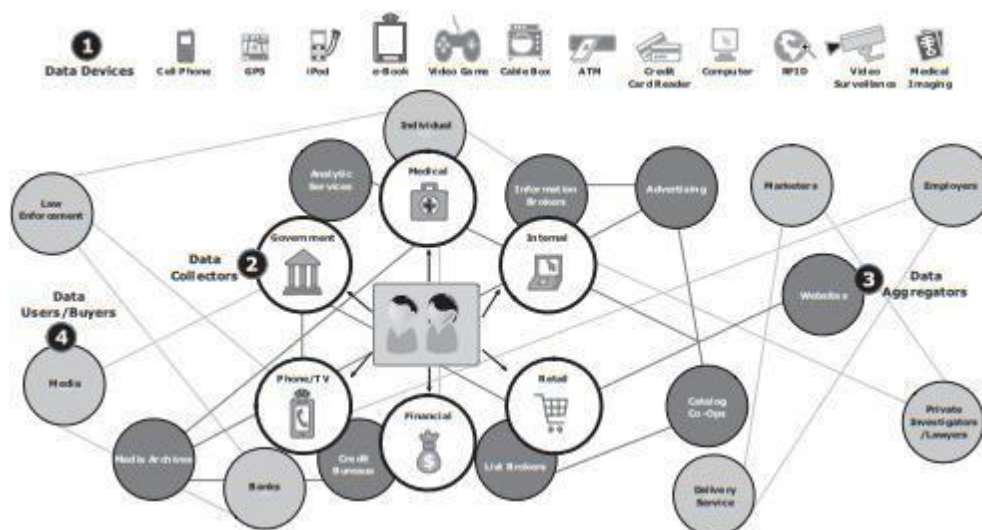 1
Data Devices
Cell Phone
GPS
iPod
e-Book
Video Game
Cable Box
ATM
Credit
Card Reader
Computer
RFID
Video
Surveillance
Medical
Imaging
Individual
Analytic
Services
Medical
Information
Brokers
Advertising
Marketers
Employers
Law
Enforcement
Government
Internal
Data
Collectors
2
Websites
3
Data
Aggregators
Data
Users/Buyers
4
Media
Phone/TV
Financial
Retail
Catalog
Co-Ops
Private
Investigators
/Lawyers
Media Archives
Banks
Credit
Bureaus
List Brokers
Delivery
Service